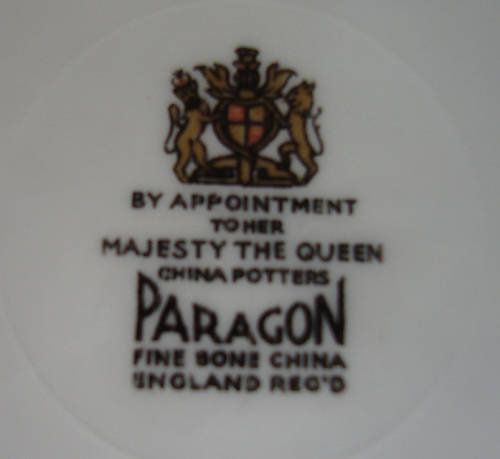 BY APPOINTMENT
TO HER
MAJESTY THE QUEEN
CHINA POTTERS
PARAGON
FINE BONE CHINA
ENGLAND REG'D